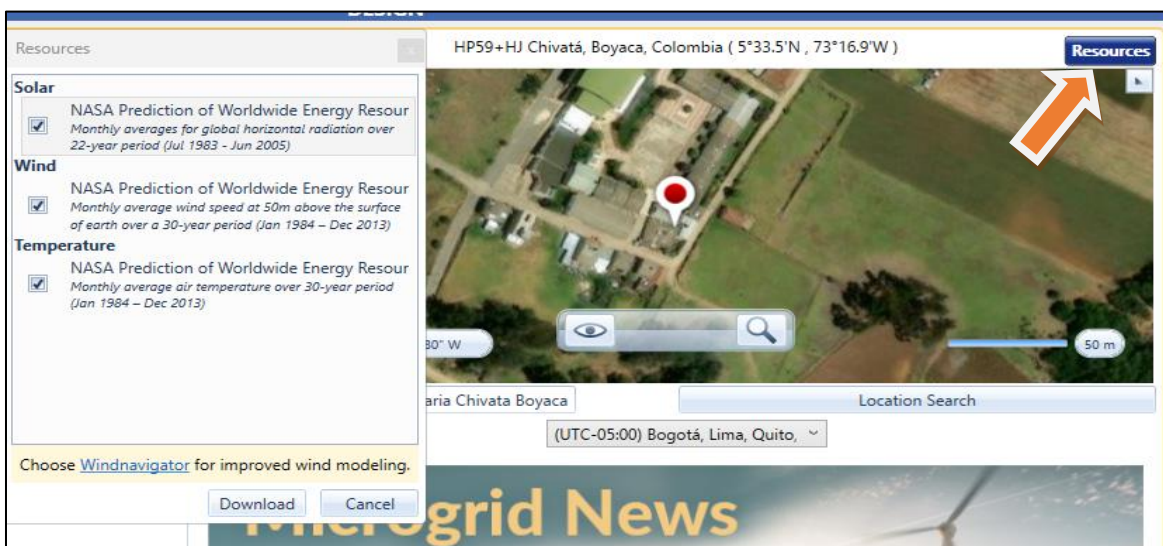 DESIGN
Resources
HP59+HJ Chivatá, Boyaca, Colombia ( 5°33.5'N , 73°16.9'W )
Resources
Solar
NASA Prediction of Worldwide Energy Resour
Monthly averages for global horizontal radiation over
22-year period (Jul 1983 - Jun 2005)
Wind
NASA Prediction of Worldwide Energy Resour
Monthly average wind speed at 50m above the surface
of earth over a 30-year period (Jan 1984 – Dec 2013)
Temperature
NASA Prediction of Worldwide Energy Resour
Monthly average air temperature over 30-year period
(Jan 1984 – Dec 2013)
80° W
50 m
aria Chivata Boyaca
Location Search
(UTC-05:00) Bogotá, Lima, Quito,
Choose Windnavigator for improved wind modeling.
Download
Cancel
Microgrid News